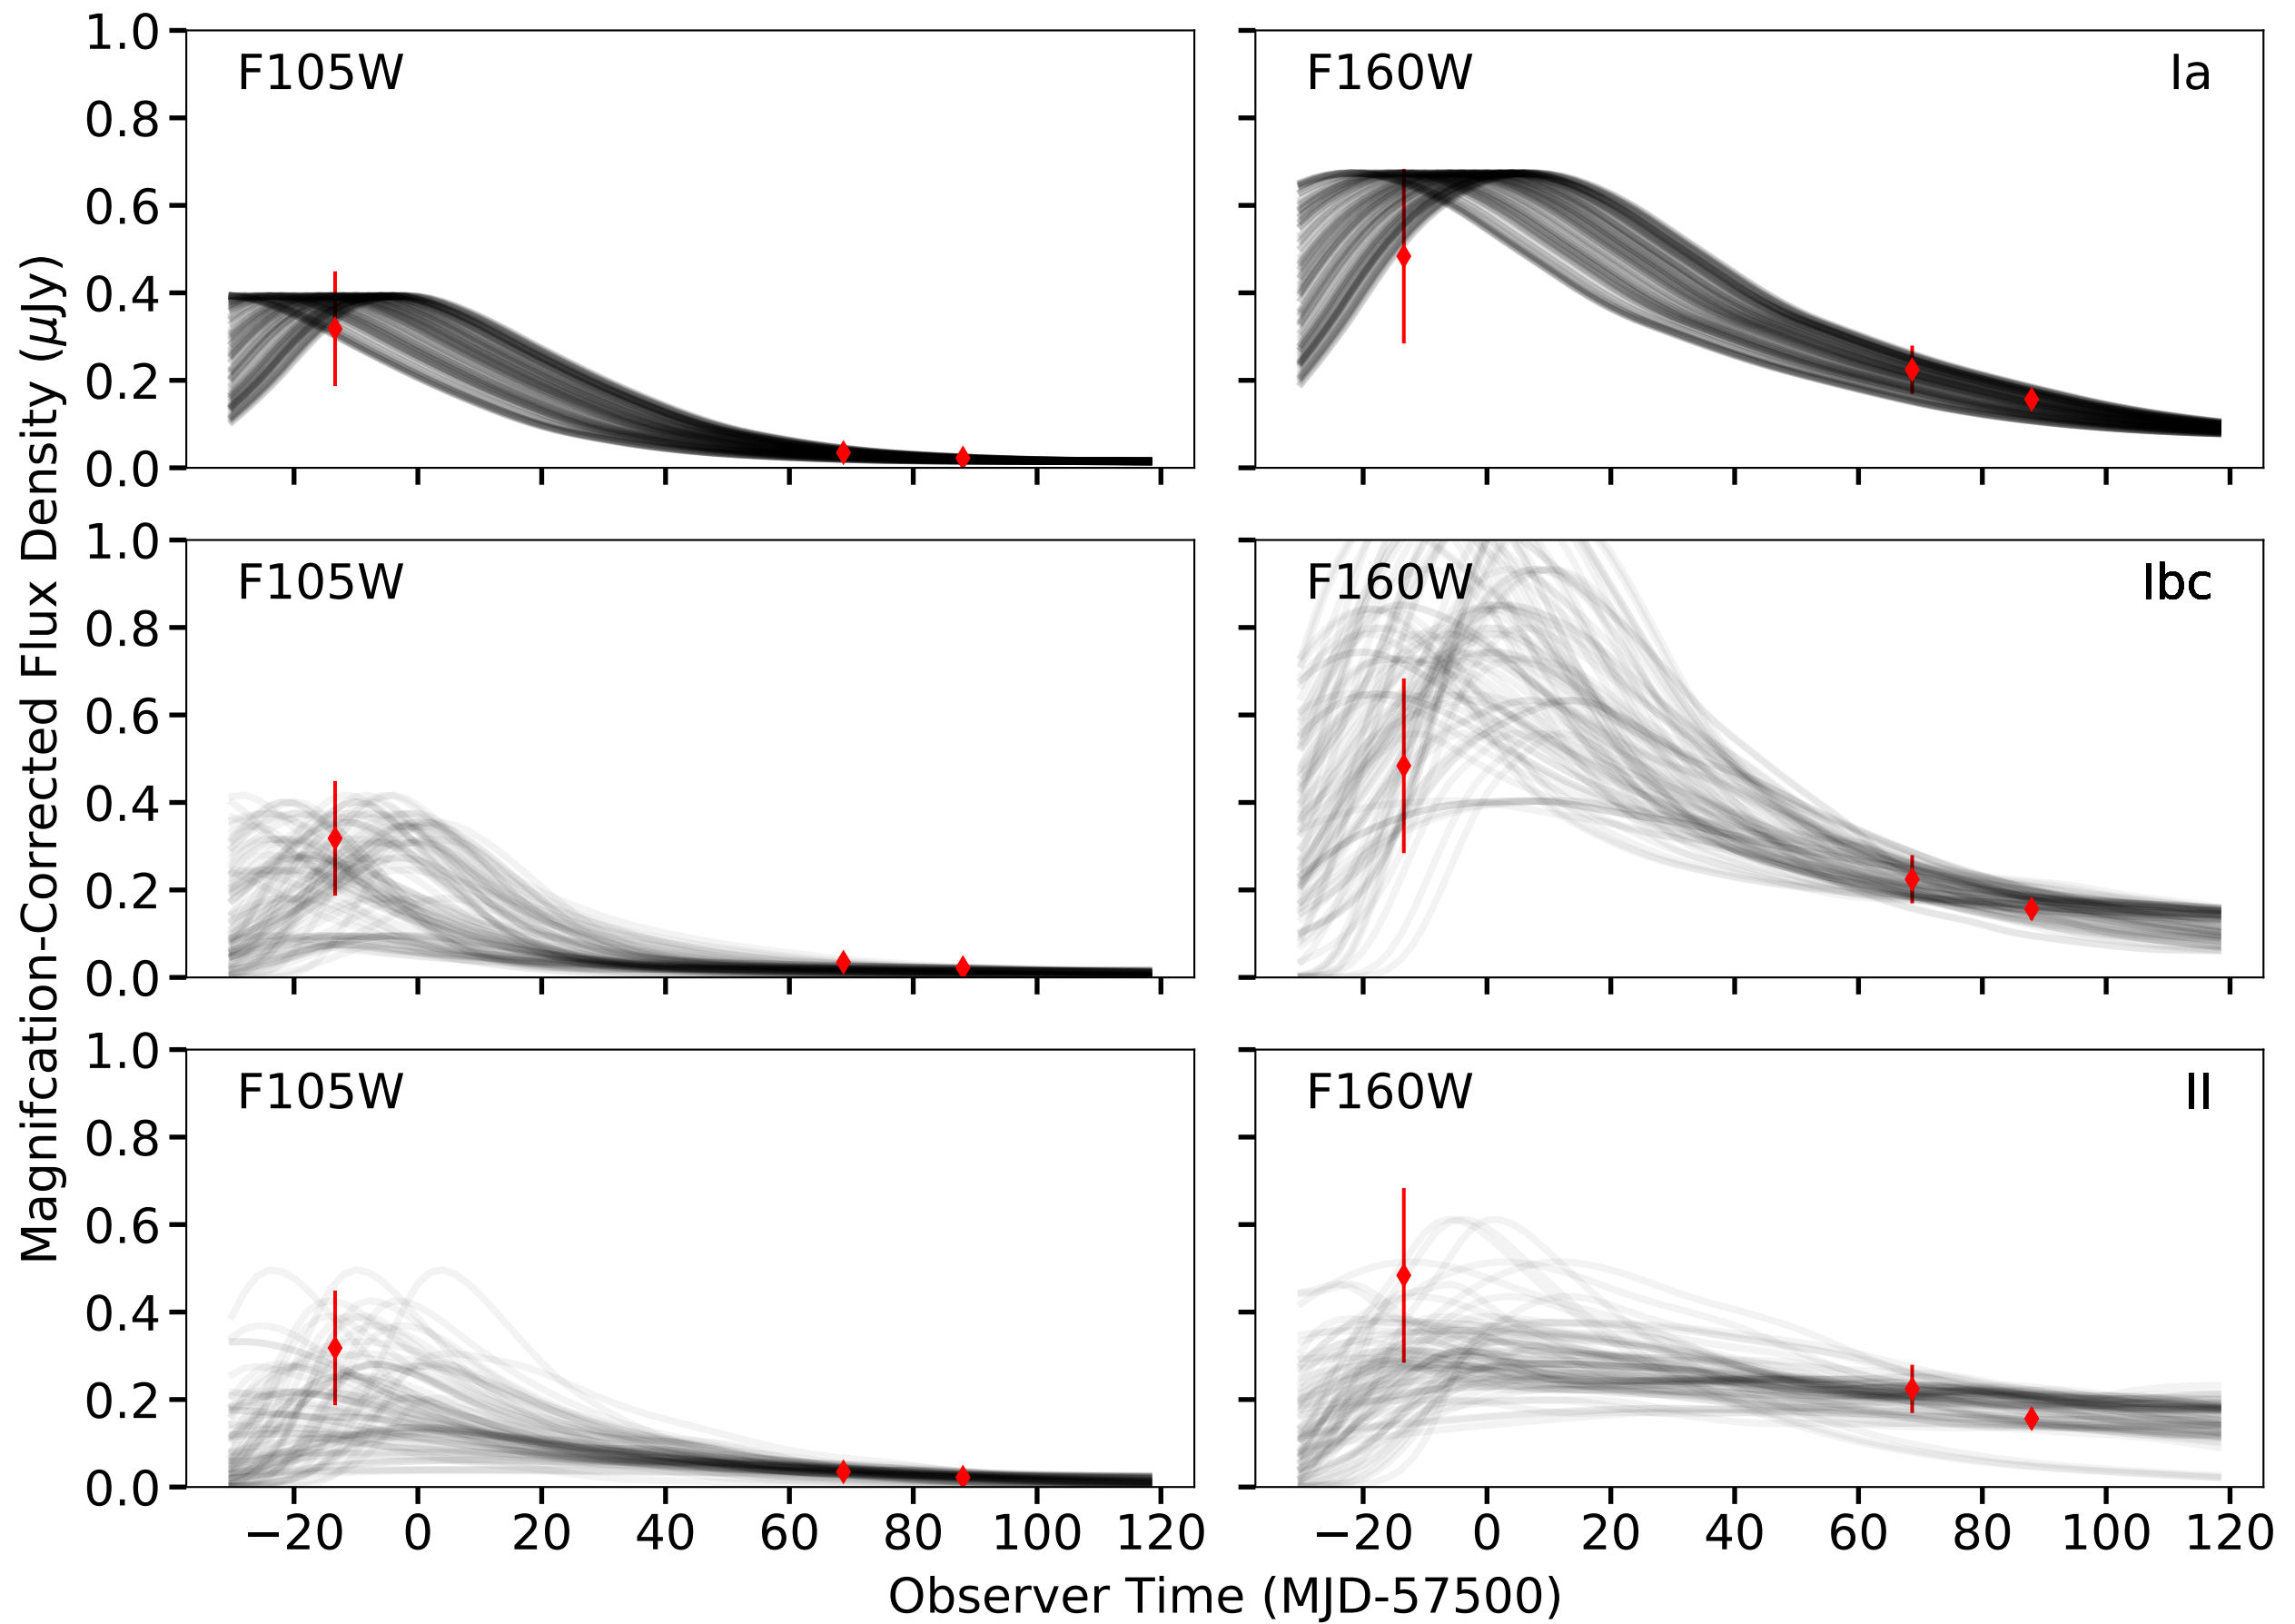 Magnifcation-Corrected Flux Density (μJy)
1.0
0.8
0.6
0.4
0.2
0.0
F105W
F160W
Ia
1.0
0.8
0.6
0.4
0.2
0.0
F105W
F160W
Ibc
1.0
0.8
0.6
0.4
0.2
0.0
F105W
F160W
II
−20 0 20 40 60 80 100 120
−20 0 20 40 60 80 100 120
Observer Time (MJD-57500)